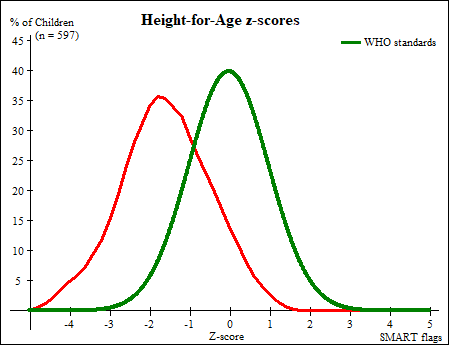 Height-for-Age z-scores
% of Children
(n = 597)
WHO standards
45
40
35
30
25
20
15
10
5
-4 -3 -2 -1 0 1 2 3 4 5
Z-score
SMART flags